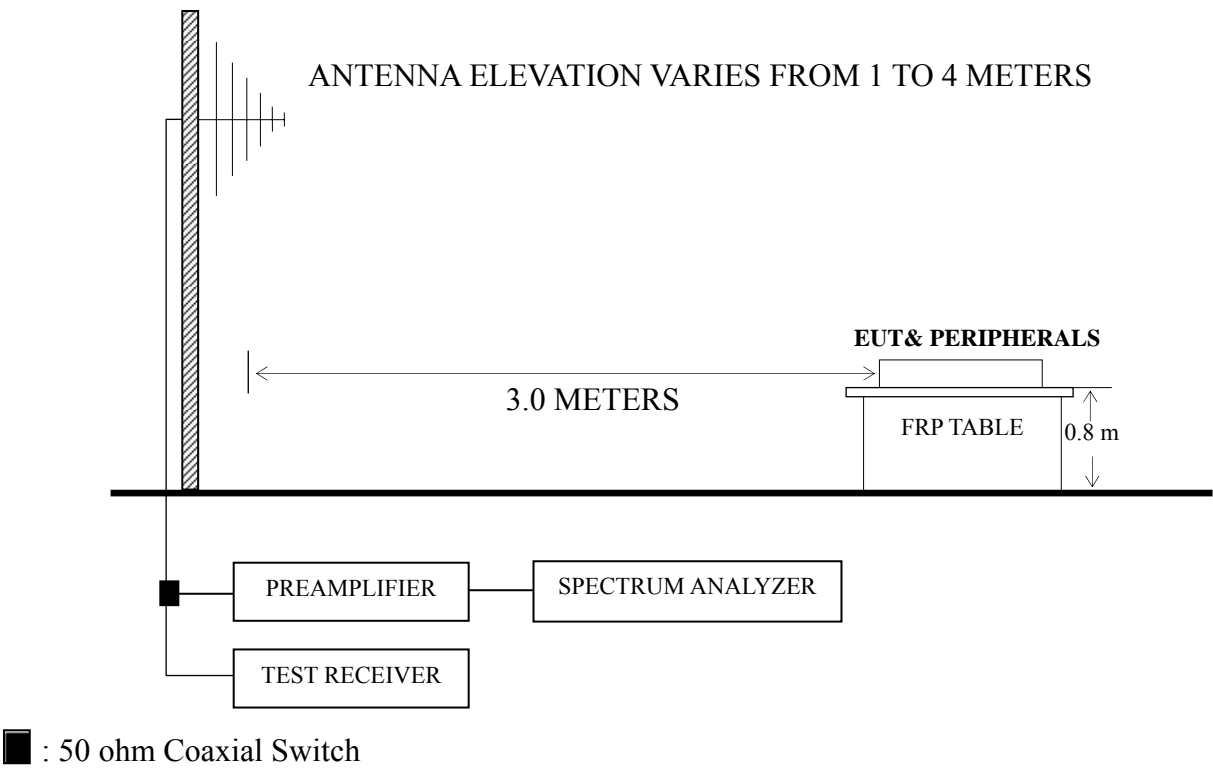 ANTENNA ELEVATION VARIES FROM 1 TO 4 METERS
EUT& PERIPHERALS
3.0 METERS
FRP TABLE
0.8 m
PREAMPLIFIER
SPECTRUM ANALYZER
TEST RECEIVER
: 50 ohm Coaxial Switch